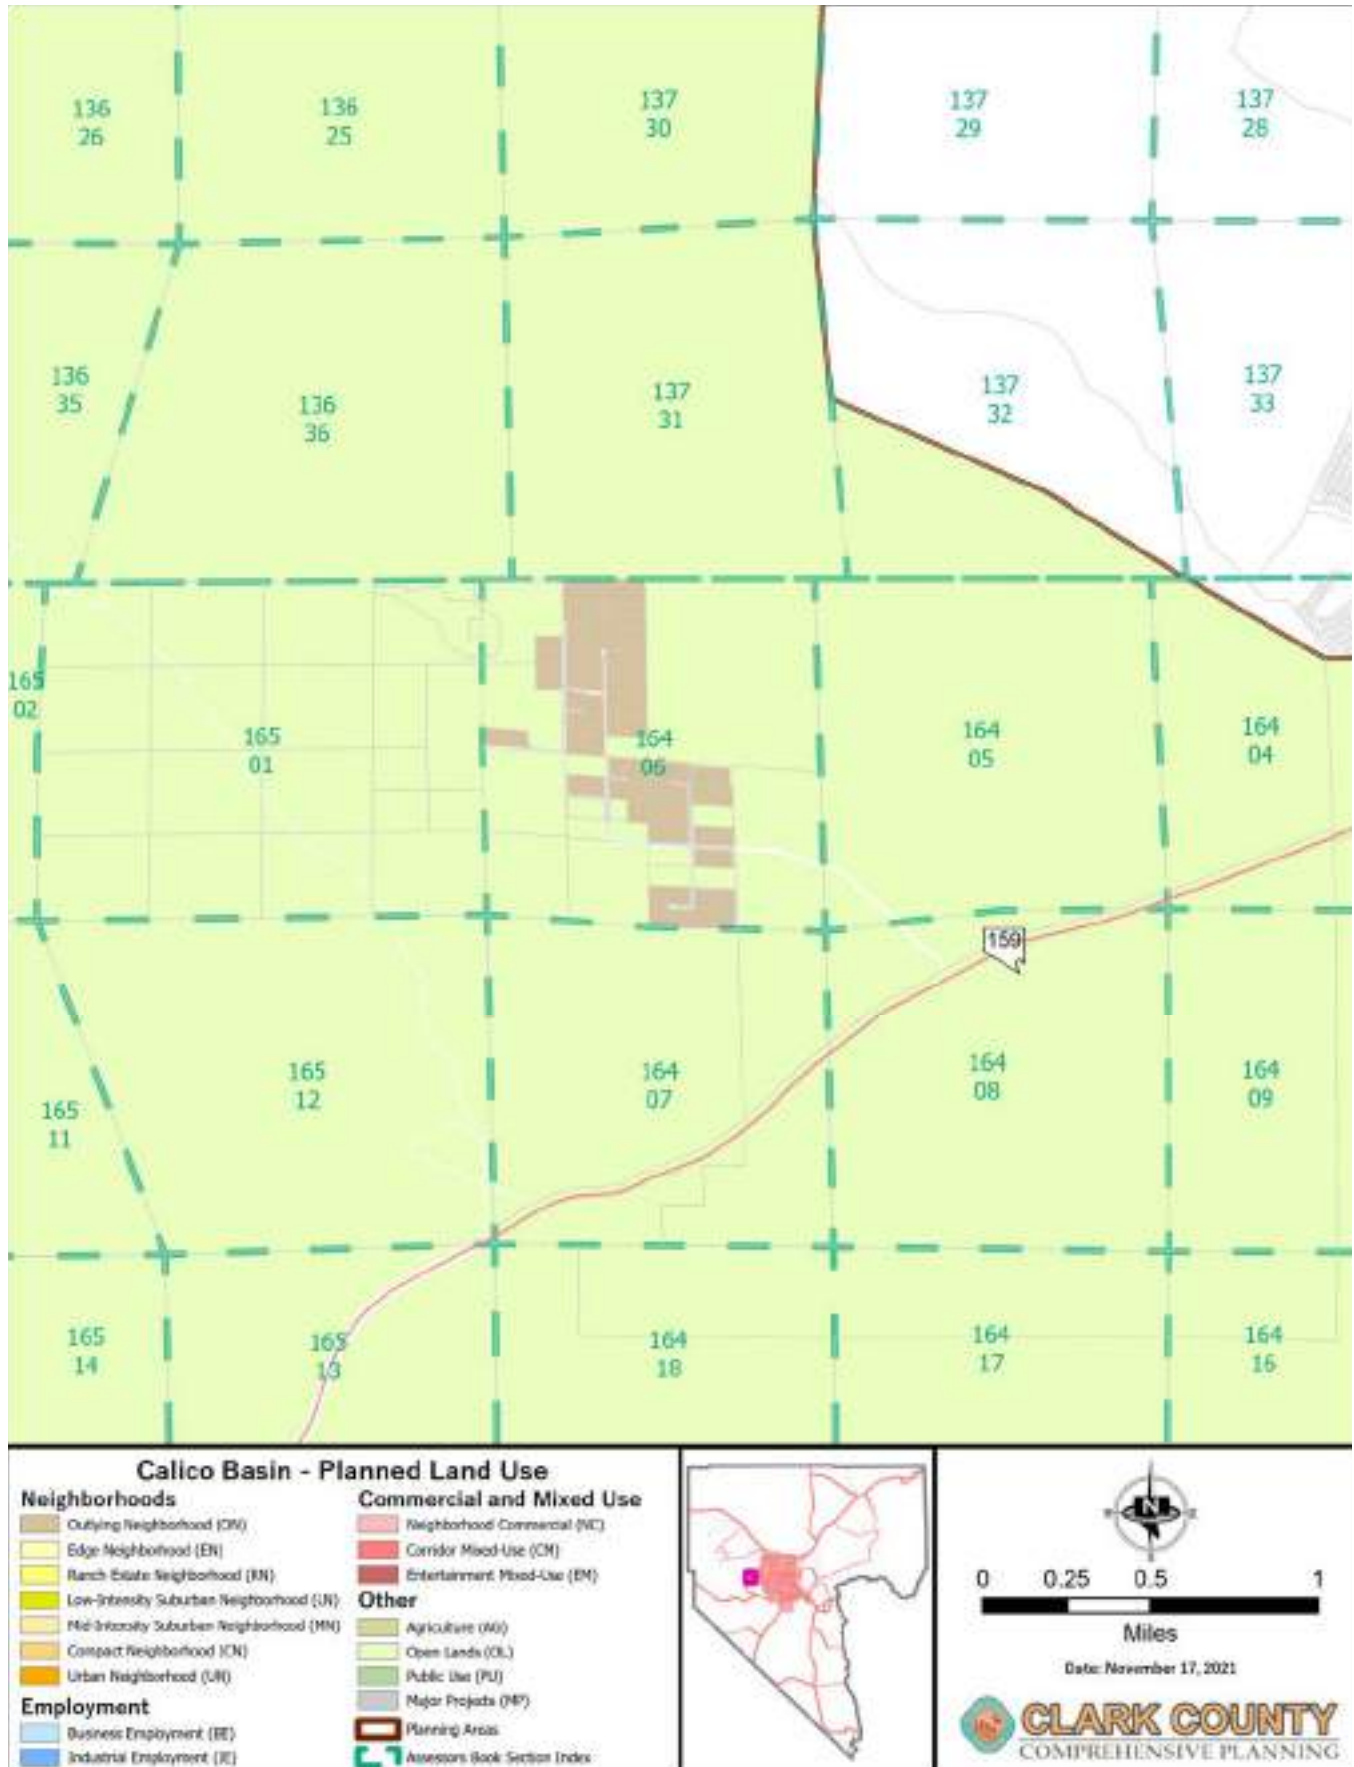 136
26
136
25
137
30
137
29
137
28
136
35
136
36
137
31
137
32
137
33
165
02
165
01
164
06
164
05
164
04
159
165
11
165
12
164
07
164
08
164
09
165
14
165
13
164
18
164
17
164
16
Calico Basin - Planned Land Use
Neighborhoods
Outlying Neighborhood (ON)
Edge Neighborhood (EN)
Ranch Estate Neighborhood (RN)
Low-Intensity Suburban Neighborhood (LN)
Mid-Intensity Suburban Neighborhood (MN)
Compact Neighborhood (CN)
Urban Neighborhood (UN)
Employment
Business Employment (BE)
Industrial Employment (IE)
Commercial and Mixed Use
Neighborhood Commercial (NC)
Corridor Mixed-Use (CM)
Entertainment Mixed-Use (EM)
Other
Agriculture (AG)
Open Lands (OL)
Public Use (PU)
Major Projects (MP)
Planning Areas
Assessors Book Section Index
N
0 0.25 0.5 1
Miles
Date: November 17, 2021
CLARK COUNTY
COMPREHENSIVE PLANNING